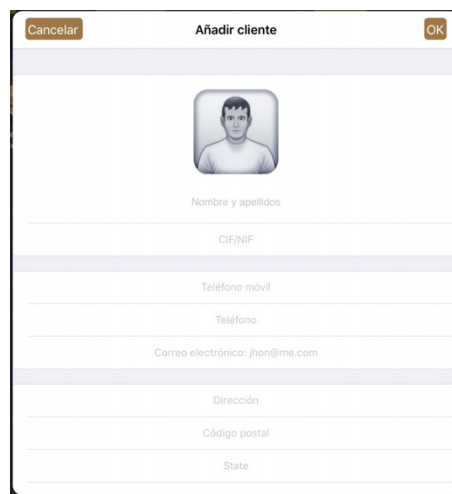 Cancelar Añadir cliente OK
Nombre y apellidos
CIF/NIF
Teléfono móvil
Teléfono
Correo electrónico: jhon@me.com
Dirección
Código postal
State